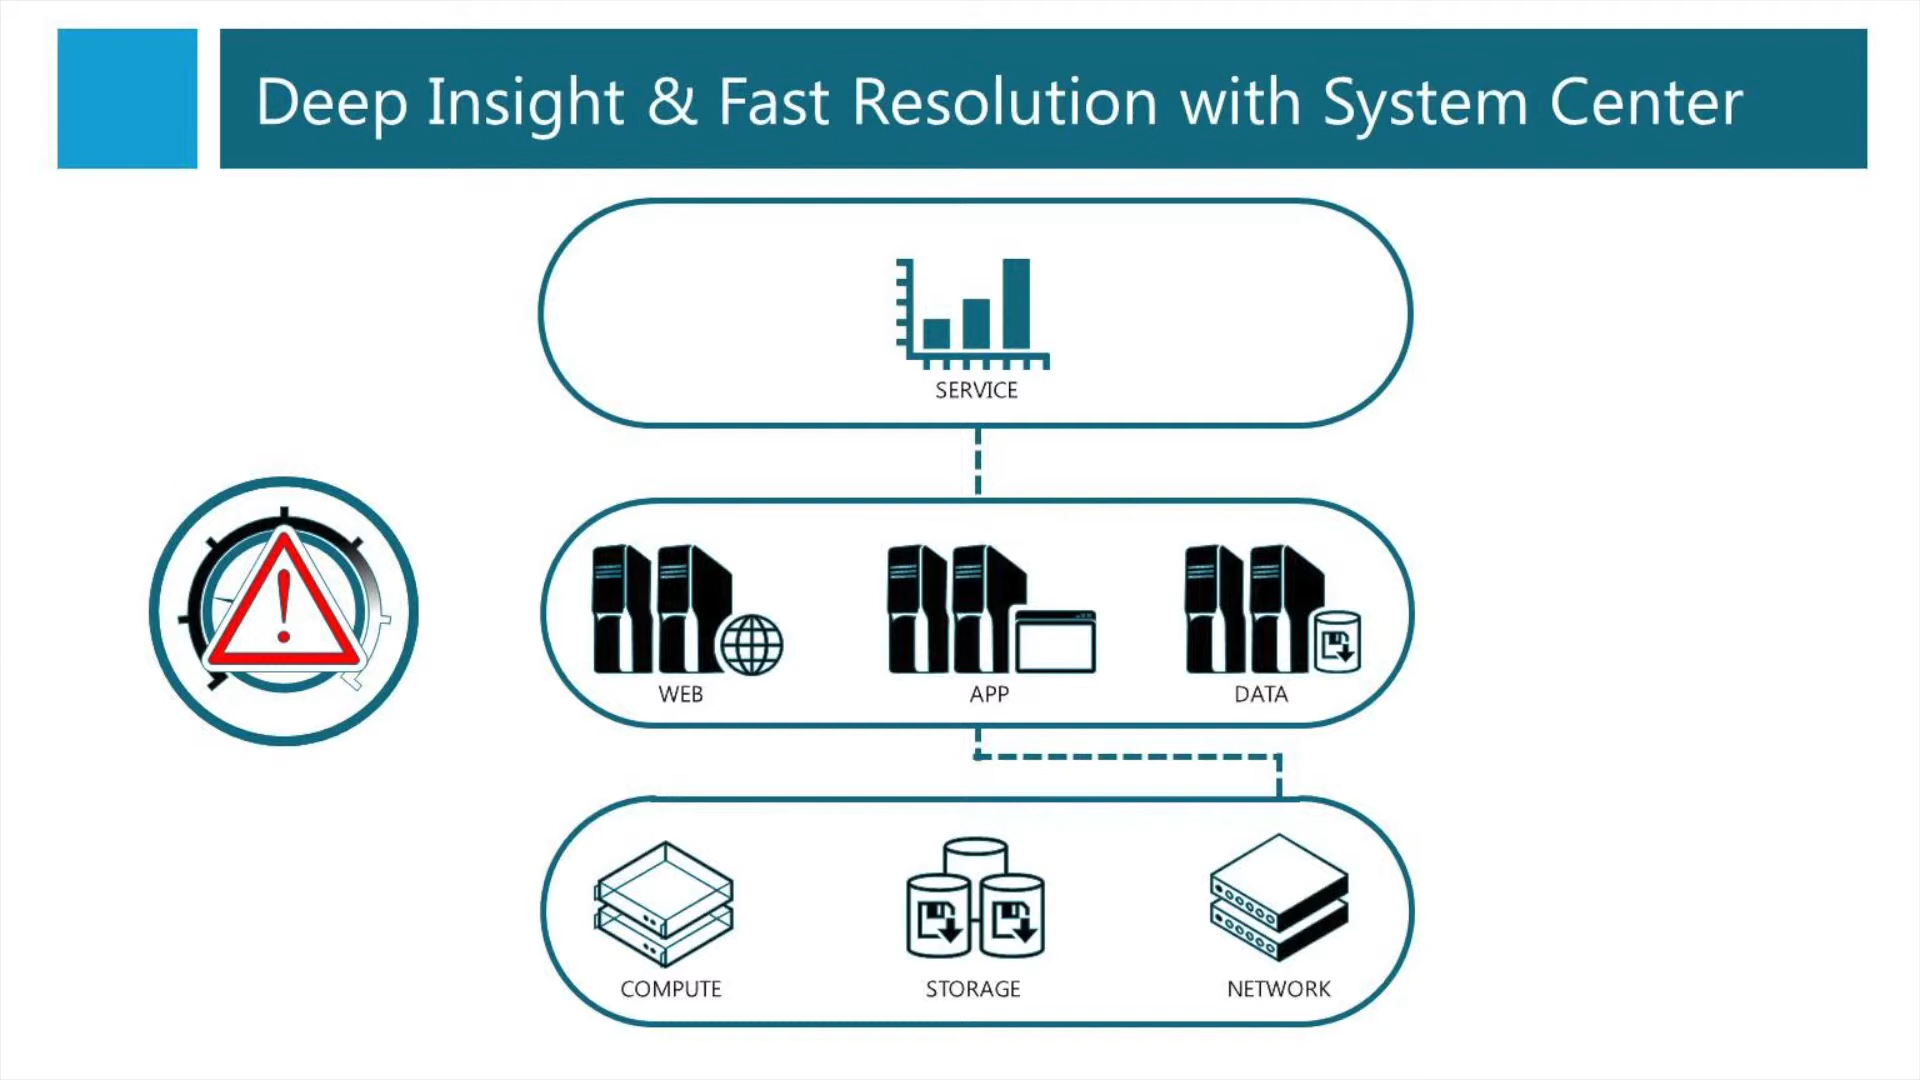 Deep Insight & Fast Resolution with System Center
SERVICE
WEB
APP
DATA
COMPUTE
STORAGE
NETWORK